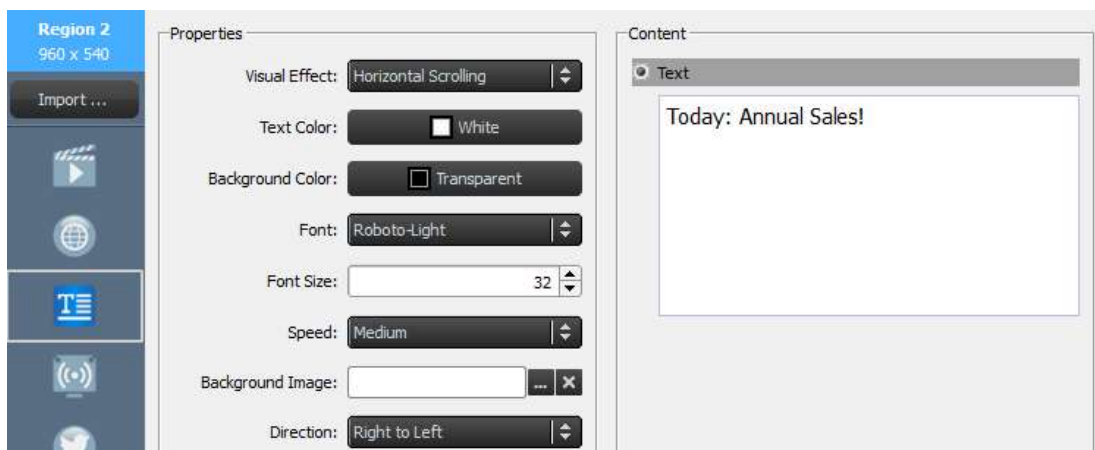 Region 2
960 x 540
Import ...
Properties
Visual Effect: Horizontal Scrolling
Text Color: White
Background Color: Transparent
Font: Roboto-Light
Font Size: 32
Speed: Medium
Background Image: ...
Direction: Right to Left
Content
Text
Today: Annual Sales!